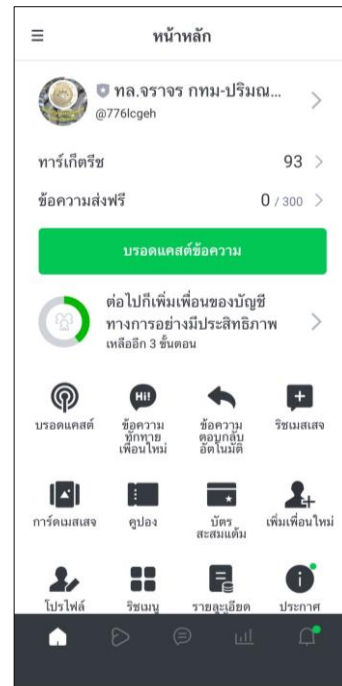 หน้าหลัก
ทล.จราจร กทม-ปริมณ...
@776lcgeh
ทาร์เก็ตรีช 93
ข้อความส่งฟรี 0 / 300
บรอดแคสต์ข้อความ
ต่อไปก็เพิ่มเพื่อนของบัญชี
ทางการอย่างมีประสิทธิภาพ
เหลืออีก 3 ขั้นตอน
Hi!
บรอดแคสต์ ข้อความ ข้อความ ริชเมสเสจ
ทักทาย ตอบกลับ
เพื่อนใหม่ อัตโนมัติ
การ์ดเมสเสจ คูปอง บัตร เพิ่มเพื่อนใหม่
สะสมแต้ม
โปรไฟล์ ริชเมนู รายละเอียด ประกาศ